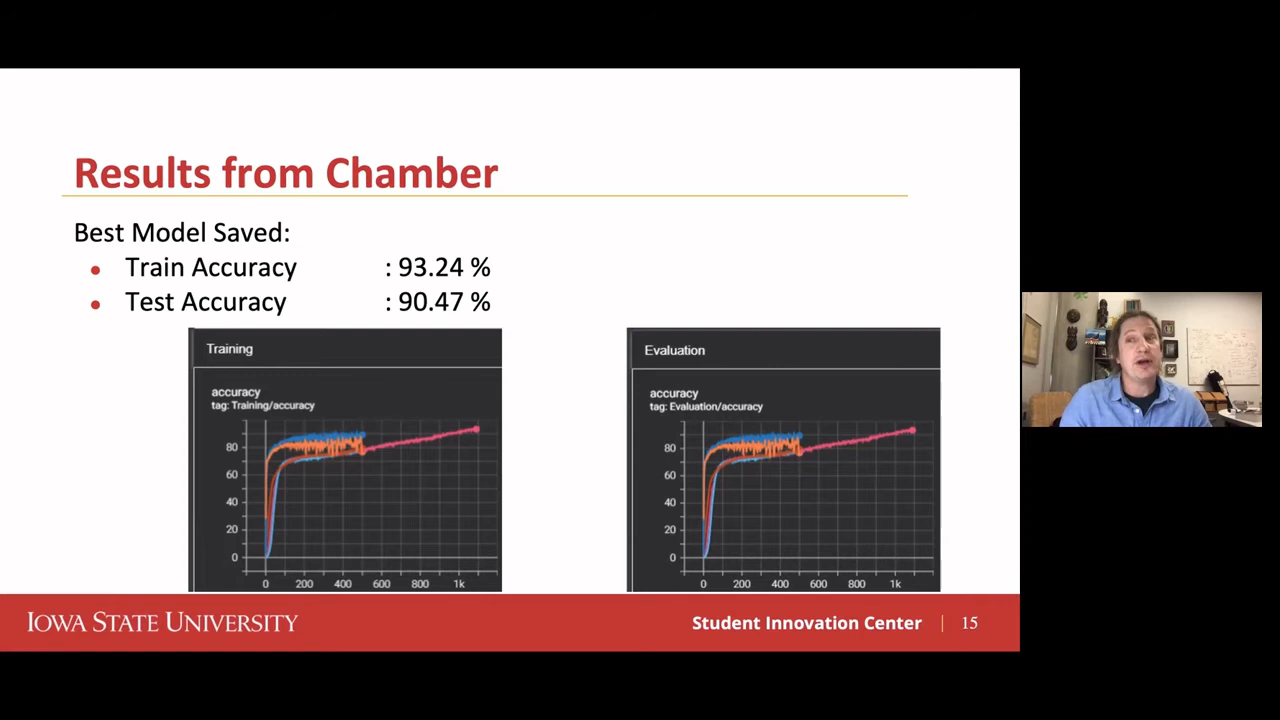 Results from Chamber
Best Model Saved:
• Train Accuracy : 93.24 %
• Test Accuracy : 90.47 %
Training
accuracy
tag: Training/accuracy
80
60
40
20
0
0 200 400 600 800 1k
Evaluation
accuracy
tag: Evaluation/accuracy
80
60
40
20
0
0 200 400 600 800 1k
IOWA STATE UNIVERSITY
Student Innovation Center | 15